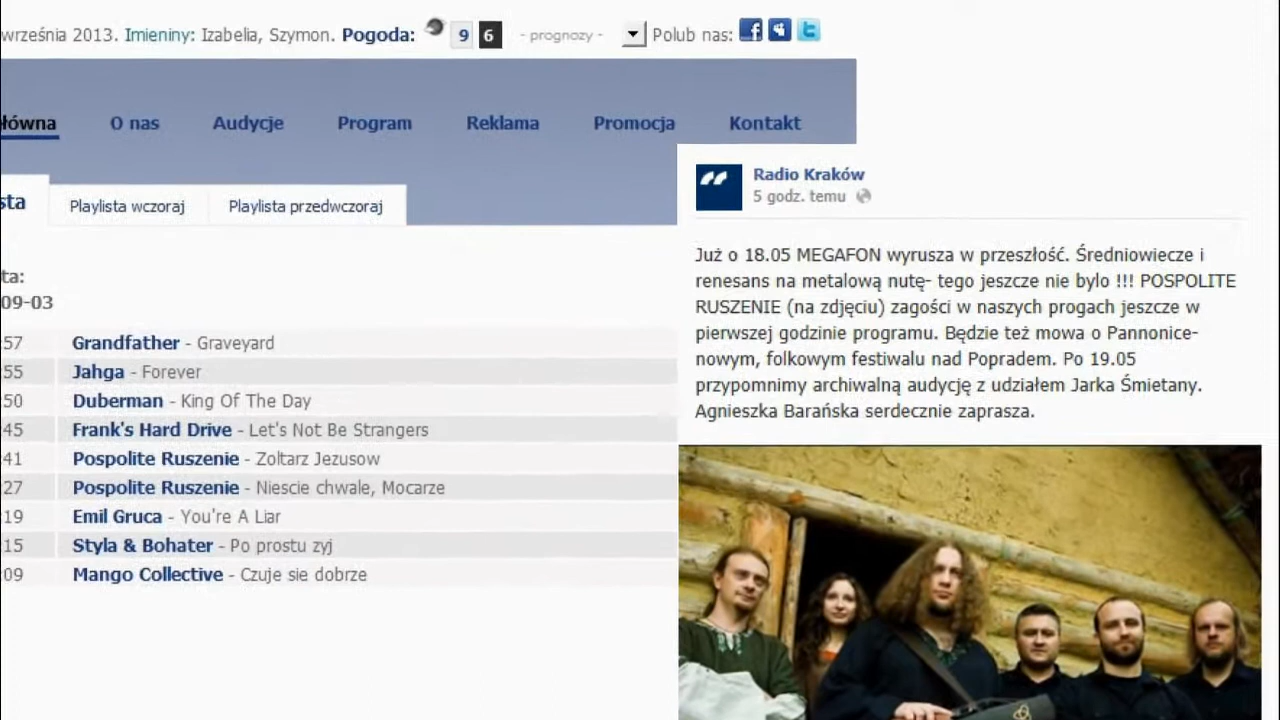 września 2013. Imieniny: Izabelia, Szymon. Pogoda: 9 6 - prognozy - Polub nas:
główna O nas Audycje Program Reklama Promocja Kontakt
sta Playlista wczoraj Playlista przedwczoraj
ta:
09-03
:57 Grandfather - Graveyard
:55 Jahga - Forever
:50 Duberman - King Of The Day
:45 Frank's Hard Drive - Let's Not Be Strangers
:41 Pospolite Ruszenie - Zoltarz Jezusow
:27 Pospolite Ruszenie - Niescie chwale, Mocarze
:19 Emil Gruca - You're A Liar
:15 Styla & Bohater - Po prostu zyj
:09 Mango Collective - Czuje sie dobrze
Radio Kraków
5 godz. temu
Już o 18.05 MEGAFON wyrusza w przeszłość. Średniowiecze i
renesans na metalową nutę- tego jeszcze nie bylo !!! POSPOLITE
RUSZENIE (na zdjęciu) zagości w naszych progach jeszcze w
pierwszej godzinie programu. Będzie też mowa o Pannonice-
nowym, folkowym festiwalu nad Popradem. Po 19.05
przypomnimy archiwalną audycję z udziałem Jarka Śmietany.
Agnieszka Barańska serdecznie zaprasza.